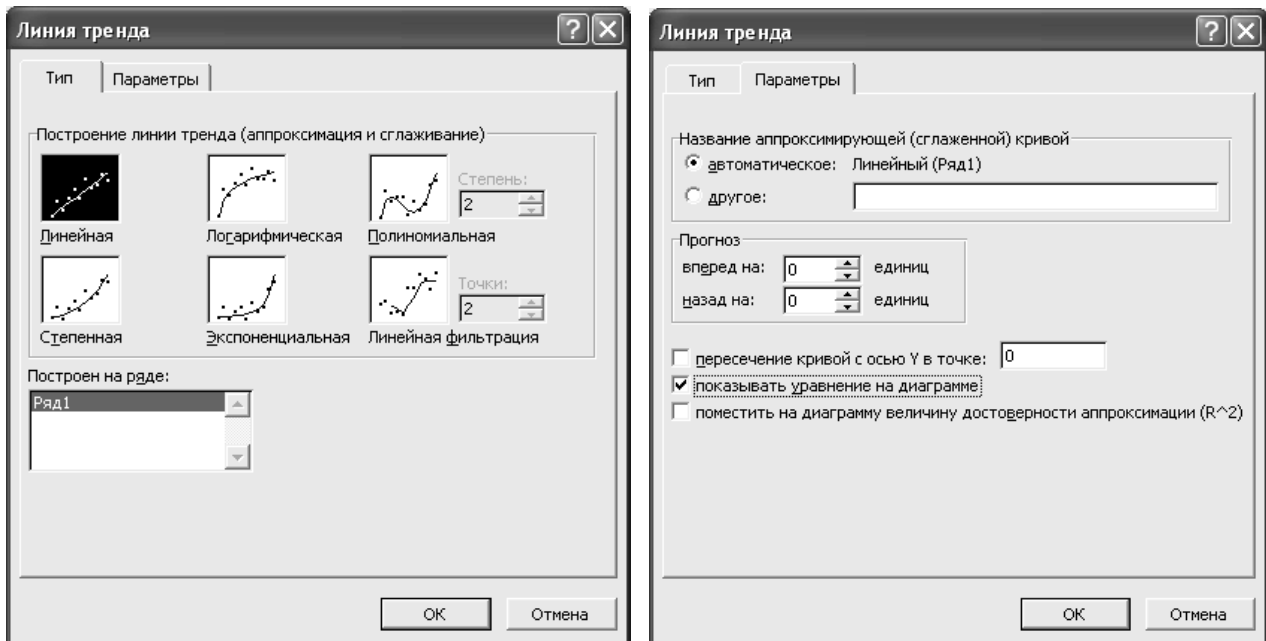 Линия тренда
Тип Параметры
Построение линии тренда (аппроксимация и сглаживание)
Степень:
2
Линейная Логарифмическая Полиномиальная
Точки:
2
Степенная Экспоненциальная Линейная фильтрация
Построен на ряде:
Ряд1
ОК Отмена
Линия тренда
Тип Параметры
Название аппроксимирующей (сглаженной) кривой
автоматическое: Линейный (Ряд1)
другое:
Прогноз
вперед на: 0 единиц
назад на: 0 единиц
пересечение кривой с осью Y в точке: 0
показывать уравнение на диаграмме
поместить на диаграмму величину достоверности аппроксимации (R^2)
ОК Отмена